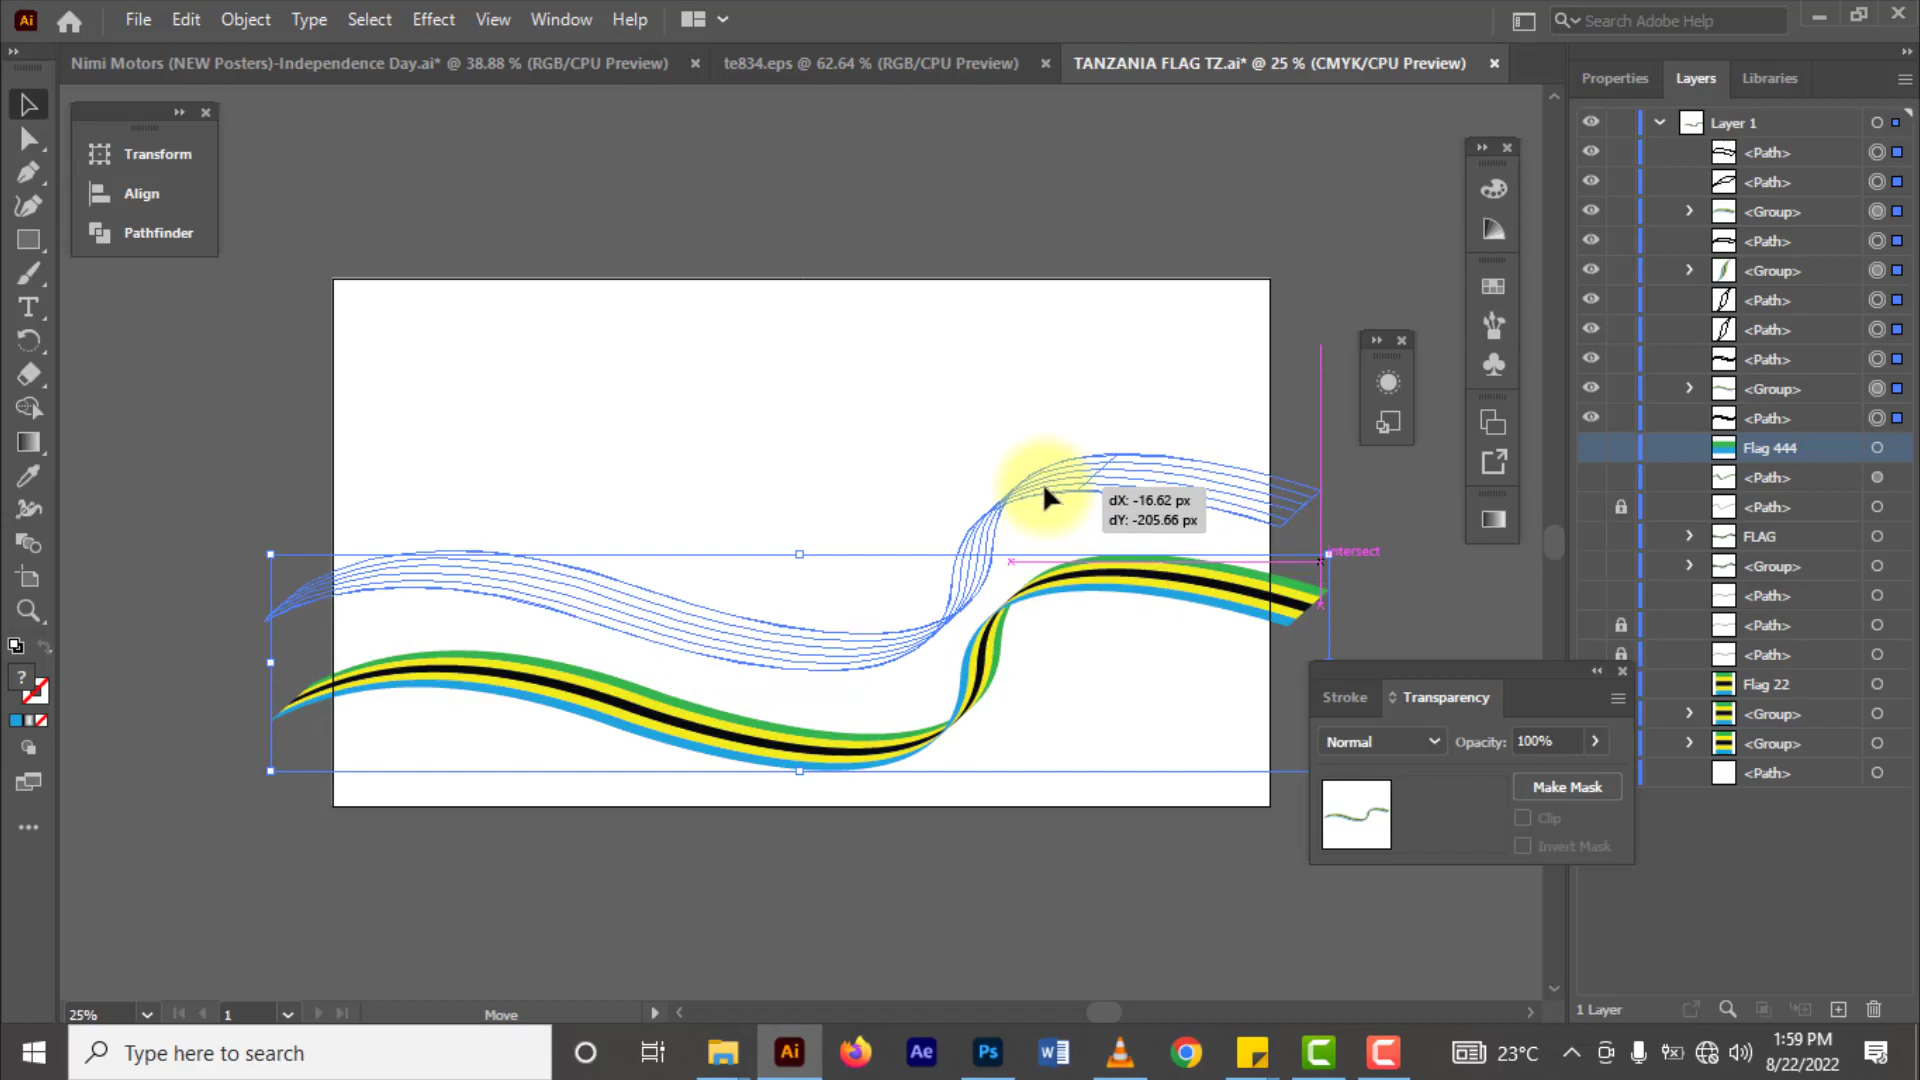 Ai File Edit Object Type Select Effect View Window Help Search Adobe Help
Nimi Motors (NEW Posters)-Independence Day.ai* @ 38.88 % (RGB/CPU Preview) te834.eps @ 62.64 % (RGB/CPU Preview) TANZANIA FLAG TZ.ai* @ 25 % (CMYK/CPU Preview)
Properties Layers Libraries
Transform
Align
Pathfinder
Layer 1
<Path>
<Path>
<Group>
<Path>
<Group>
<Path>
<Path>
<Path>
<Group>
<Path>
Flag 444
<Path>
<Path>
FLAG
<Group>
<Path>
<Path>
<Path>
Flag 22
<Group>
<Group>
<Path>
dX: -16.62 px
dY: -205.66 px
intersect
Stroke Transparency
Normal Opacity: 100%
Make Mask
Clip
Invert Mask
25% 1 Move
1 Layer
Type here to search
Ai Ae Ps
23°C
1:59 PM
8/22/2022